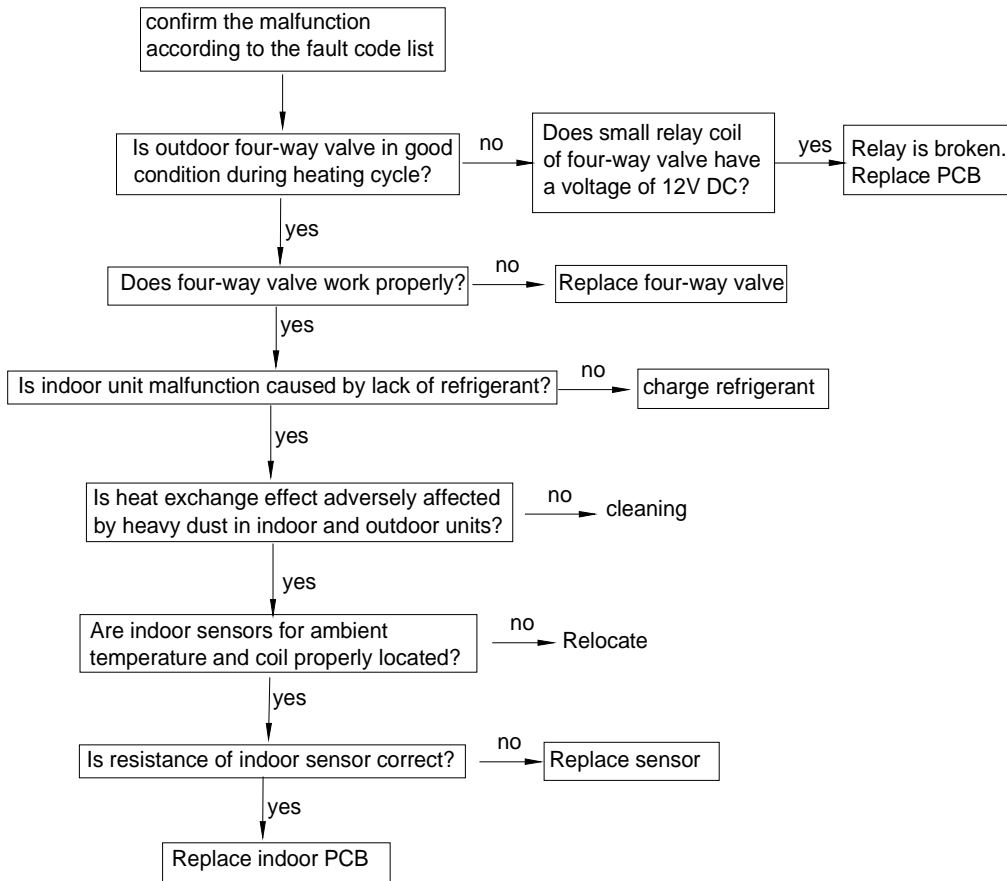 confirm the malfunction
according to the fault code list
Is outdoor four-way valve in good
condition during heating cycle?
no
Does small relay coil
of four-way valve have
a voltage of 12V DC?
yes
Relay is broken.
Replace PCB
yes
Does four-way valve work properly?
no
Replace four-way valve
yes
Is indoor unit malfunction caused by lack of refrigerant?
no
charge refrigerant
yes
Is heat exchange effect adversely affected
by heavy dust in indoor and outdoor units?
no
cleaning
yes
Are indoor sensors for ambient
temperature and coil properly located?
no
Relocate
yes
Is resistance of indoor sensor correct?
no
Replace sensor
yes
Replace indoor PCB